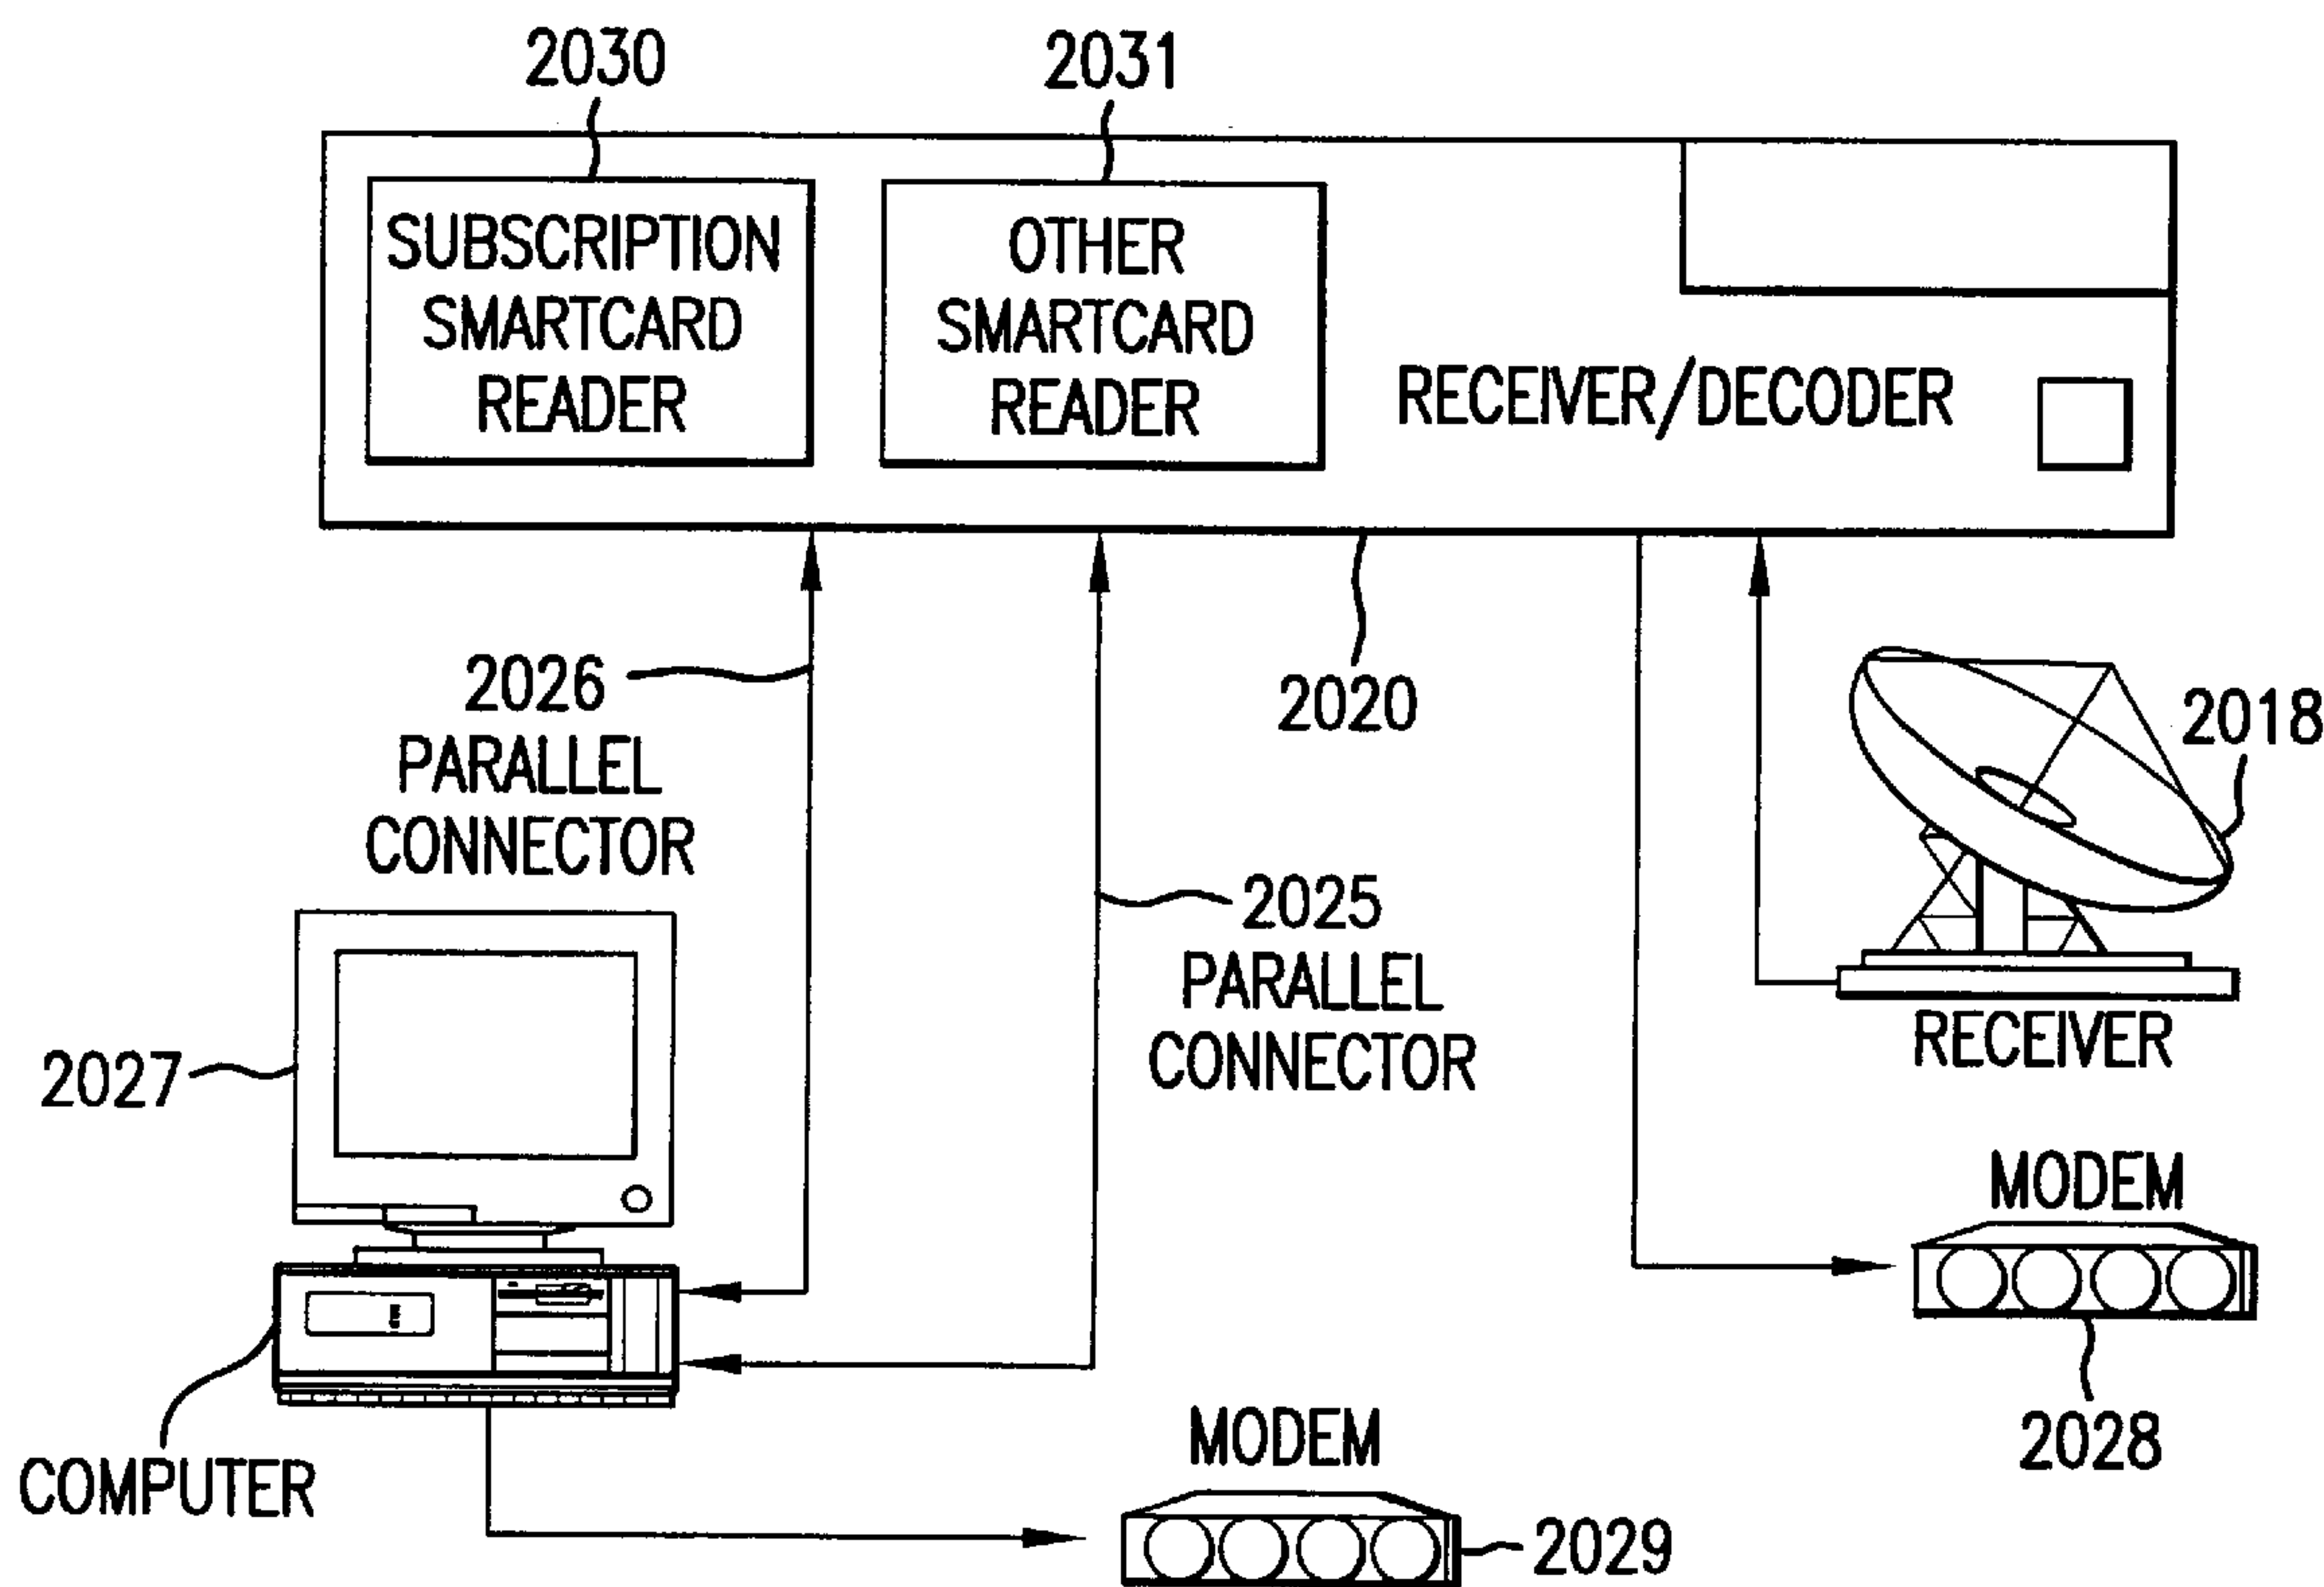 2030
2031
SUBSCRIPTION
SMARTCARD
READER
OTHER
SMARTCARD
READER
RECEIVER/DECODER
2026
PARALLEL
CONNECTOR
2020
2018
2025
PARALLEL
CONNECTOR
RECEIVER
2027
MODEM
2028
COMPUTER
MODEM
2029